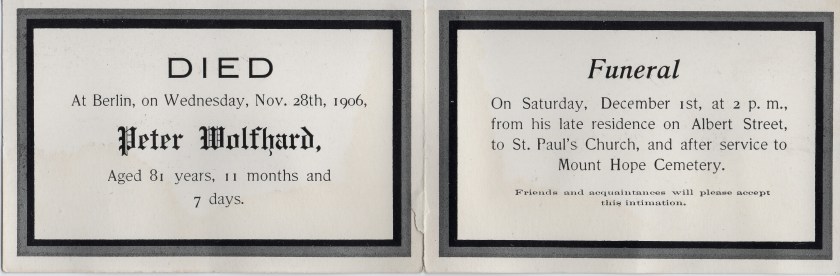 DIED
At Berlin, on Wednesday, Nov. 28th, 1906,
Peter Wolfhard,
Aged 81 years, 11 months and
7 days.
Funeral
On Saturday, December 1st, at 2 p. m.,
from his late residence on Albert Street,
to St. Paul's Church, and after service to
Mount Hope Cemetery.
Friends and acquaintances will please accept
this intimation.